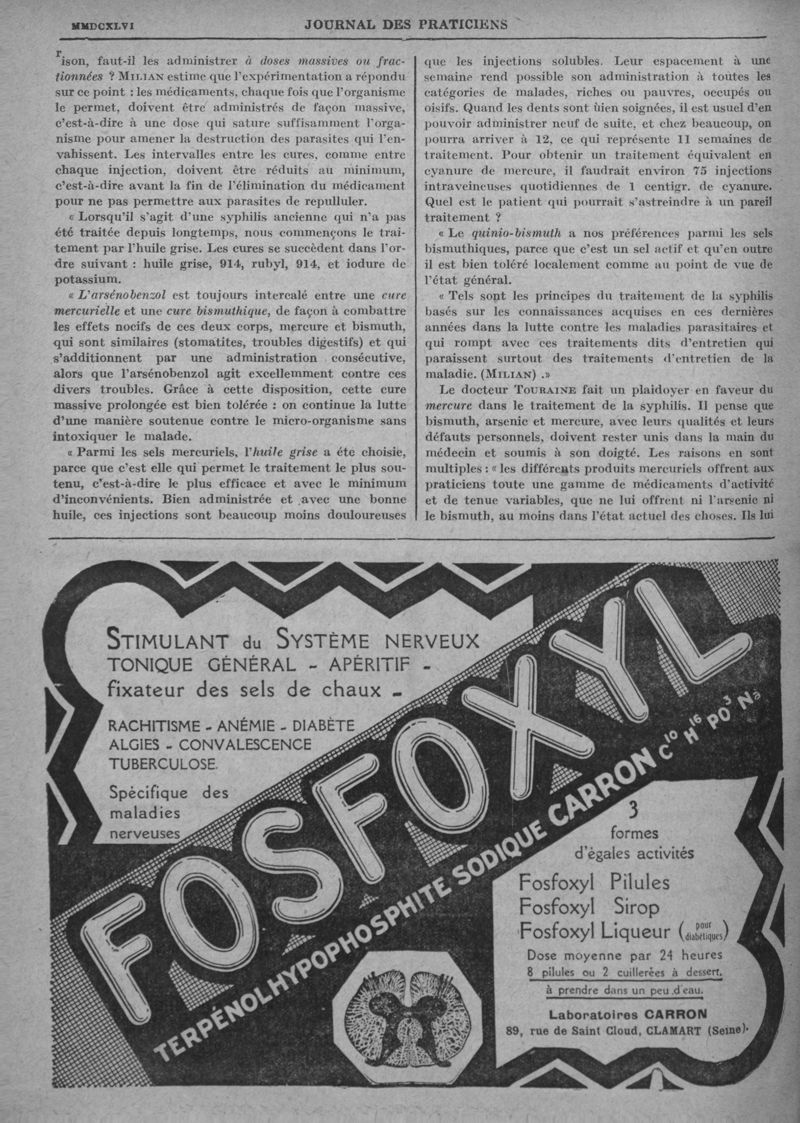 MMDCXLVI
JOURNAL DES PRATICIENS
rison, faut-il les administrer à doses massives ou frac-
tionnées ? MILIAN estime que l'expérimentation a répondu
sur ce point : les médicaments, chaque fois que l'organisme
le permet, doivent être administrés de façon massive,
c'est-à-dire à une dose qui sature suffisamment l'orga-
nisme pour amener la destruction des parasites qui l'en-
vahissent. Les intervalles entre les cures, comme entre
chaque injection, doivent être réduits au minimum,
c'est-à-dire avant la fin de l'élimination du médicament
pour ne pas permettre aux parasites de repulluler.
« Lorsqu'il s'agit d'une syphilis ancienne qui n'a pas
été traitée depuis longtemps, nous commençons le trai-
tement par l'huile grise. Les cures se succèdent dans l'or-
dre suivant : huile grise, 914, rubyl, 914, et iodure de
potassium.
« L'arsénobenzol est toujours intercalé entre une cure
mercurielle et une cure bismuthique, de façon à combattre
les effets nocifs de ces deux corps, mercure et bismuth,
qui sont similaires (stomatites, troubles digestifs) et qui
s'additionnent par une administration consécutive,
alors que l'arsénobenzol agit excellemment contre ces
divers troubles. Grâce à cette disposition, cette cure
massive prolongée est bien tolérée : on continue la lutte
d'une manière soutenue contre le micro-organisme sans
intoxiquer le malade.
« Parmi les sels mercuriels, l'huile grise a éte choisie,
parce que c'est elle qui permet le traitement le plus sou-
tenu, c'est-à-dire le plus efficace et avec le minimum
d'inconvénients. Bien administrée et avec une bonne
huile, ces injections sont beaucoup moins douloureuses
que les injections solubles. Leur espacement à une
semaine rend possible son administration à toutes les
catégories de malades, riches ou pauvres, occupés ou
oisifs. Quand les dents sont bien soignées, il est usuel d'en
pouvoir administrer neuf de suite, et chez beaucoup, on
pourra arriver à 12, ce qui représente 11 semaines de
traitement. Pour obtenir un traitement équivalent en
cyanure de mercure, il faudrait environ 75 injections
intraveineuses quotidiennes de 1 centigr. de cyanure.
Quel est le patient qui pourrait s'astreindre à un pareil
traitement ?
« Le quinio-bismuth a nos préférences parmi les sels
bismuthiques, parce que c'est un sel actif et qu'en outre
il est bien toléré localement comme au point de vue de
l'état général.
« Tels sont les principes du traitement de la syphilis
basés sur les connaissances acquises en ces dernières
années dans la lutte contre les maladies parasitaires et
qui rompt avec ces traitements dits d'entretien qui
paraissent surtout des traitements d'entretien de la
maladie. (MILIAN) .»
Le docteur TOURAINE fait un plaidoyer en faveur du
mercure dans le traitement de la syphilis. Il pense que
bismuth, arsenic et mercure, avec leurs qualités et leurs
défauts personnels, doivent rester unis dans la main du
médecin et soumis à son doigté. Les raisons en sont
multiples : « les différents produits mercuriels offrent aux
praticiens toute une gamme de médicaments d'activité
et de tenue variables, que ne lui offrent ni l'arsenic ni
le bismuth, au moins dans l'état actuel des choses. Ils lui
STIMULANT du SYSTÈME NERVEUX
TONIQUE GÉNÉRAL - APÉRITIF -
fixateur des sels de chaux -
RACHITISME - ANÉMIE - DIABÈTE
ALGIES - CONVALESCENCE
TUBERCULOSE.
Spécifique des
maladies
nerveuses
FOSFOXYL
TERPÉNOLHYPOPHOSPHITE SODIQUE CARRON C10 H16 PO3 Na
3
formes
d'égales activités
Fosfoxyl Pilules
Fosfoxyl Sirop
Fosfoxyl Liqueur (pour diabétiques)
Dose moyenne par 24 heures
8 pilules ou 2 cuillerées à dessert,
à prendre dans un peu d'eau.
Laboratoires CARRON
89, rue de Saint Cloud, CLAMART (Seine).